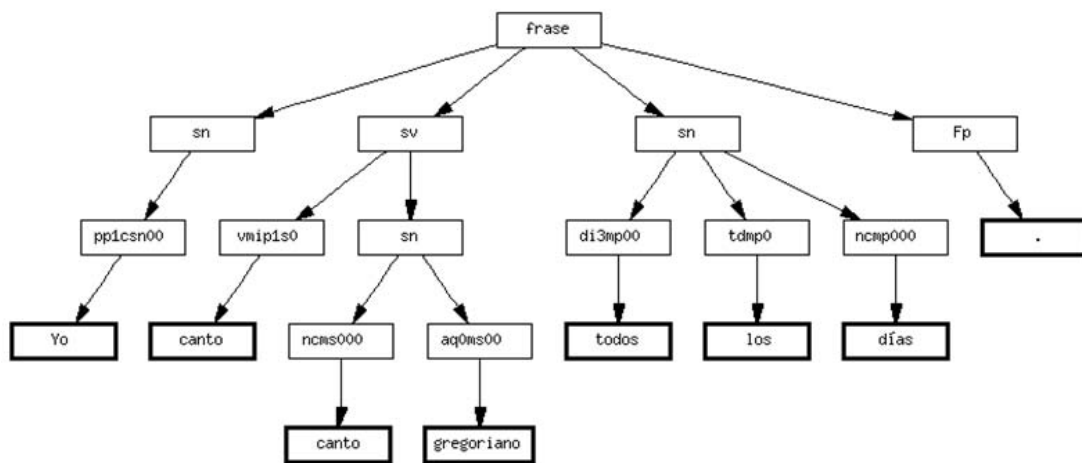 frase
sn sv sn Fp
pp1csn00 vmip1s0 sn di3mp00 tdmp0 ncmp000 .
Yo canto ncms000 aq0ms00 todos los días
canto gregoriano